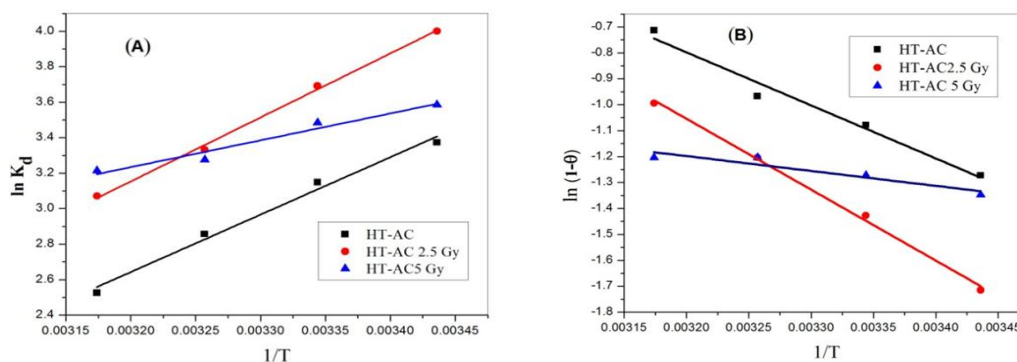 (A)
4.0
3.8
3.6
3.4
3.2
3.0
2.8
2.6
2.4
ln K_d
HT-AC
HT-AC 2.5 Gy
HT-AC5 Gy
0.00315 0.00320 0.00325 0.00330 0.00335 0.00340 0.00345
1/T
(B)
-0.7
-0.8
-0.9
-1.0
-1.1
-1.2
-1.3
-1.4
-1.5
-1.6
-1.7
-1.8
ln (1-θ)
HT-AC
HT-AC2.5 Gy
HT-AC 5 Gy
0.00315 0.00320 0.00325 0.00330 0.00335 0.00340 0.00345
1/T